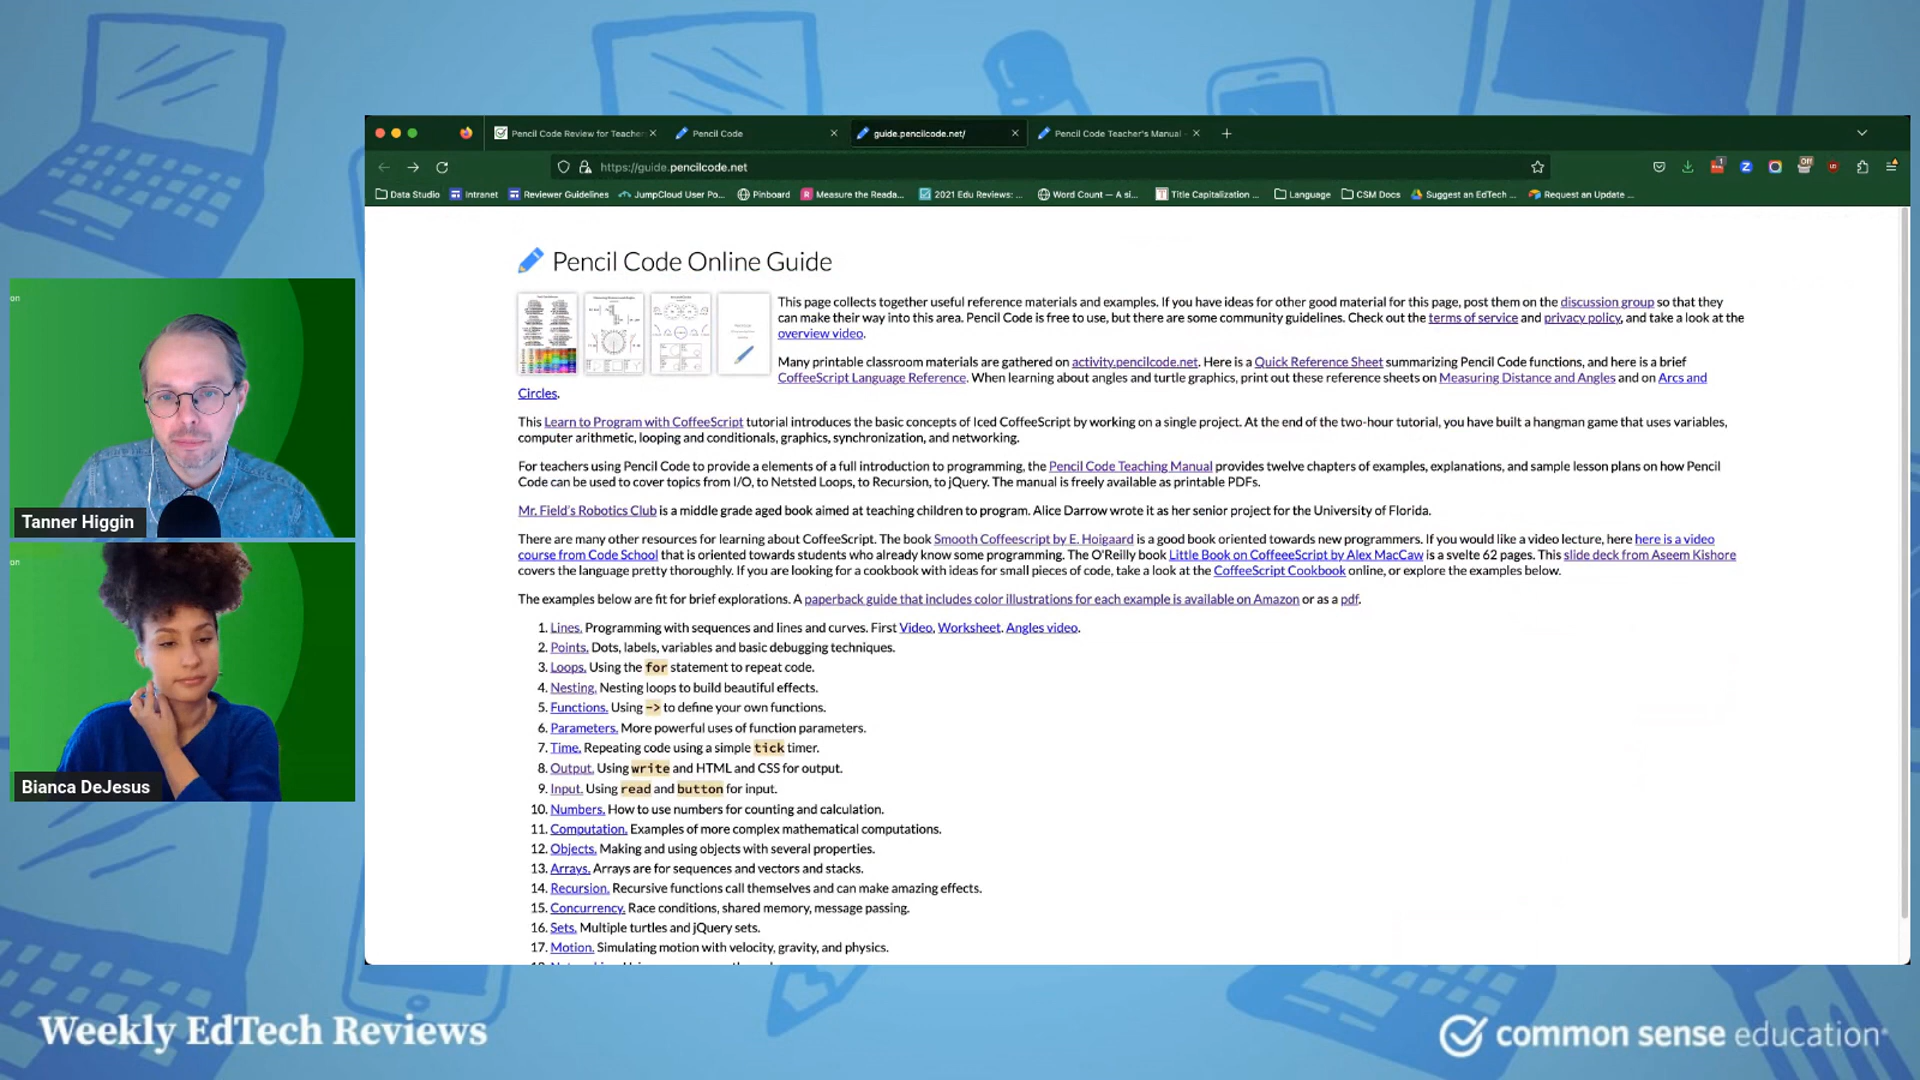 Pencil Code Review for Teacher
Pencil Code
guide.pencilcode.net/
Pencil Code Teacher's Manual -
https://guide.pencilcode.net
Data Studio
Intranet
Reviewer Guidelines
JumpCloud User Po...
Pinboard
Measure the Reada...
2021 Edu Reviews: ...
Word Count — A si...
Title Capitalization ...
Language
CSM Docs
Suggest an EdTech ...
Request an Update ...
Pencil Code Online Guide
This page collects together useful reference materials and examples. If you have ideas for other good material for this page, post them on the discussion group so that they
can make their way into this area. Pencil Code is free to use, but there are some community guidelines. Check out the terms of service and privacy policy, and take a look at the
overview video.
Many printable classroom materials are gathered on activity.pencilcode.net. Here is a Quick Reference Sheet summarizing Pencil Code functions, and here is a brief
CoffeeScript Language Reference. When learning about angles and turtle graphics, print out these reference sheets on Measuring Distance and Angles and on Arcs and
Circles.
This Learn to Program with CoffeeScript tutorial introduces the basic concepts of Iced CoffeeScript by working on a single project. At the end of the two-hour tutorial, you have built a hangman game that uses variables,
computer arithmetic, looping and conditionals, graphics, synchronization, and networking.
For teachers using Pencil Code to provide a elements of a full introduction to programming, the Pencil Code Teaching Manual provides twelve chapters of examples, explanations, and sample lesson plans on how Pencil
Code can be used to cover topics from I/O, to Netsted Loops, to Recursion, to jQuery. The manual is freely available as printable PDFs.
Mr. Field's Robotics Club is a middle grade aged book aimed at teaching children to program. Alice Darrow wrote it as her senior project for the University of Florida.
There are many other resources for learning about CoffeeScript. The book Smooth Coffeescript by E. Hoigaard is a good book oriented towards new programmers. If you would like a video lecture, here here is a video
course from Code School that is oriented towards students who already know some programming. The O'Reilly book Little Book on CoffeeeScript by Alex MacCaw is a svelte 62 pages. This slide deck from Aseem Kishore
covers the language pretty thoroughly. If you are looking for a cookbook with ideas for small pieces of code, take a look at the CoffeeScript Cookbook online, or explore the examples below.
The examples below are fit for brief explorations. A paperback guide that includes color illustrations for each example is available on Amazon or as a pdf.
1. Lines. Programming with sequences and lines and curves. First Video, Worksheet. Angles video.
2. Points. Dots, labels, variables and basic debugging techniques.
3. Loops. Using the for statement to repeat code.
4. Nesting. Nesting loops to build beautiful effects.
5. Functions. Using -> to define your own functions.
6. Parameters. More powerful uses of function parameters.
7. Time. Repeating code using a simple tick timer.
8. Output. Using write and HTML and CSS for output.
9. Input. Using read and button for input.
10. Numbers. How to use numbers for counting and calculation.
11. Computation. Examples of more complex mathematical computations.
12. Objects. Making and using objects with several properties.
13. Arrays. Arrays are for sequences and vectors and stacks.
14. Recursion. Recursive functions call themselves and can make amazing effects.
15. Concurrency. Race conditions, shared memory, message passing.
16. Sets. Multiple turtles and jQuery sets.
17. Motion. Simulating motion with velocity, gravity, and physics.
on
Tanner Higgin
on
Bianca DeJesus
Weekly EdTech Reviews
common sense education